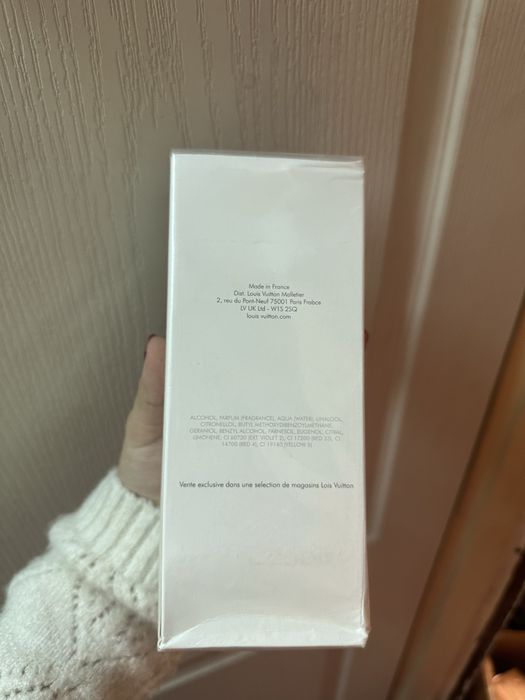 Made in France
Dist. Louis Vuitton Malletier
2, reu du Pont-Neuf 75001 Paris Frabce
LV UK Ltd - W1S 2SQ
louis vuitton.com
ALCOHOL, PARFUM (FRAGRANCE), AQUA (WATER), LINALOOL,
CITRONELLOL, BUTYL METHOXYDIBENZOYLMETHANE,
GERANIOL, BENZYL ALCOHOL, FARNESOL, EUGENOL, CITRAL,
LIMONENE, CI 60730 (EXT. VIOLET 2), CI 17200 (RED 33), CI
14700 (RED 4), CI 19140 (YELLOW 5)
Vente exclusive dans une selection de magasins Lois Vuitton